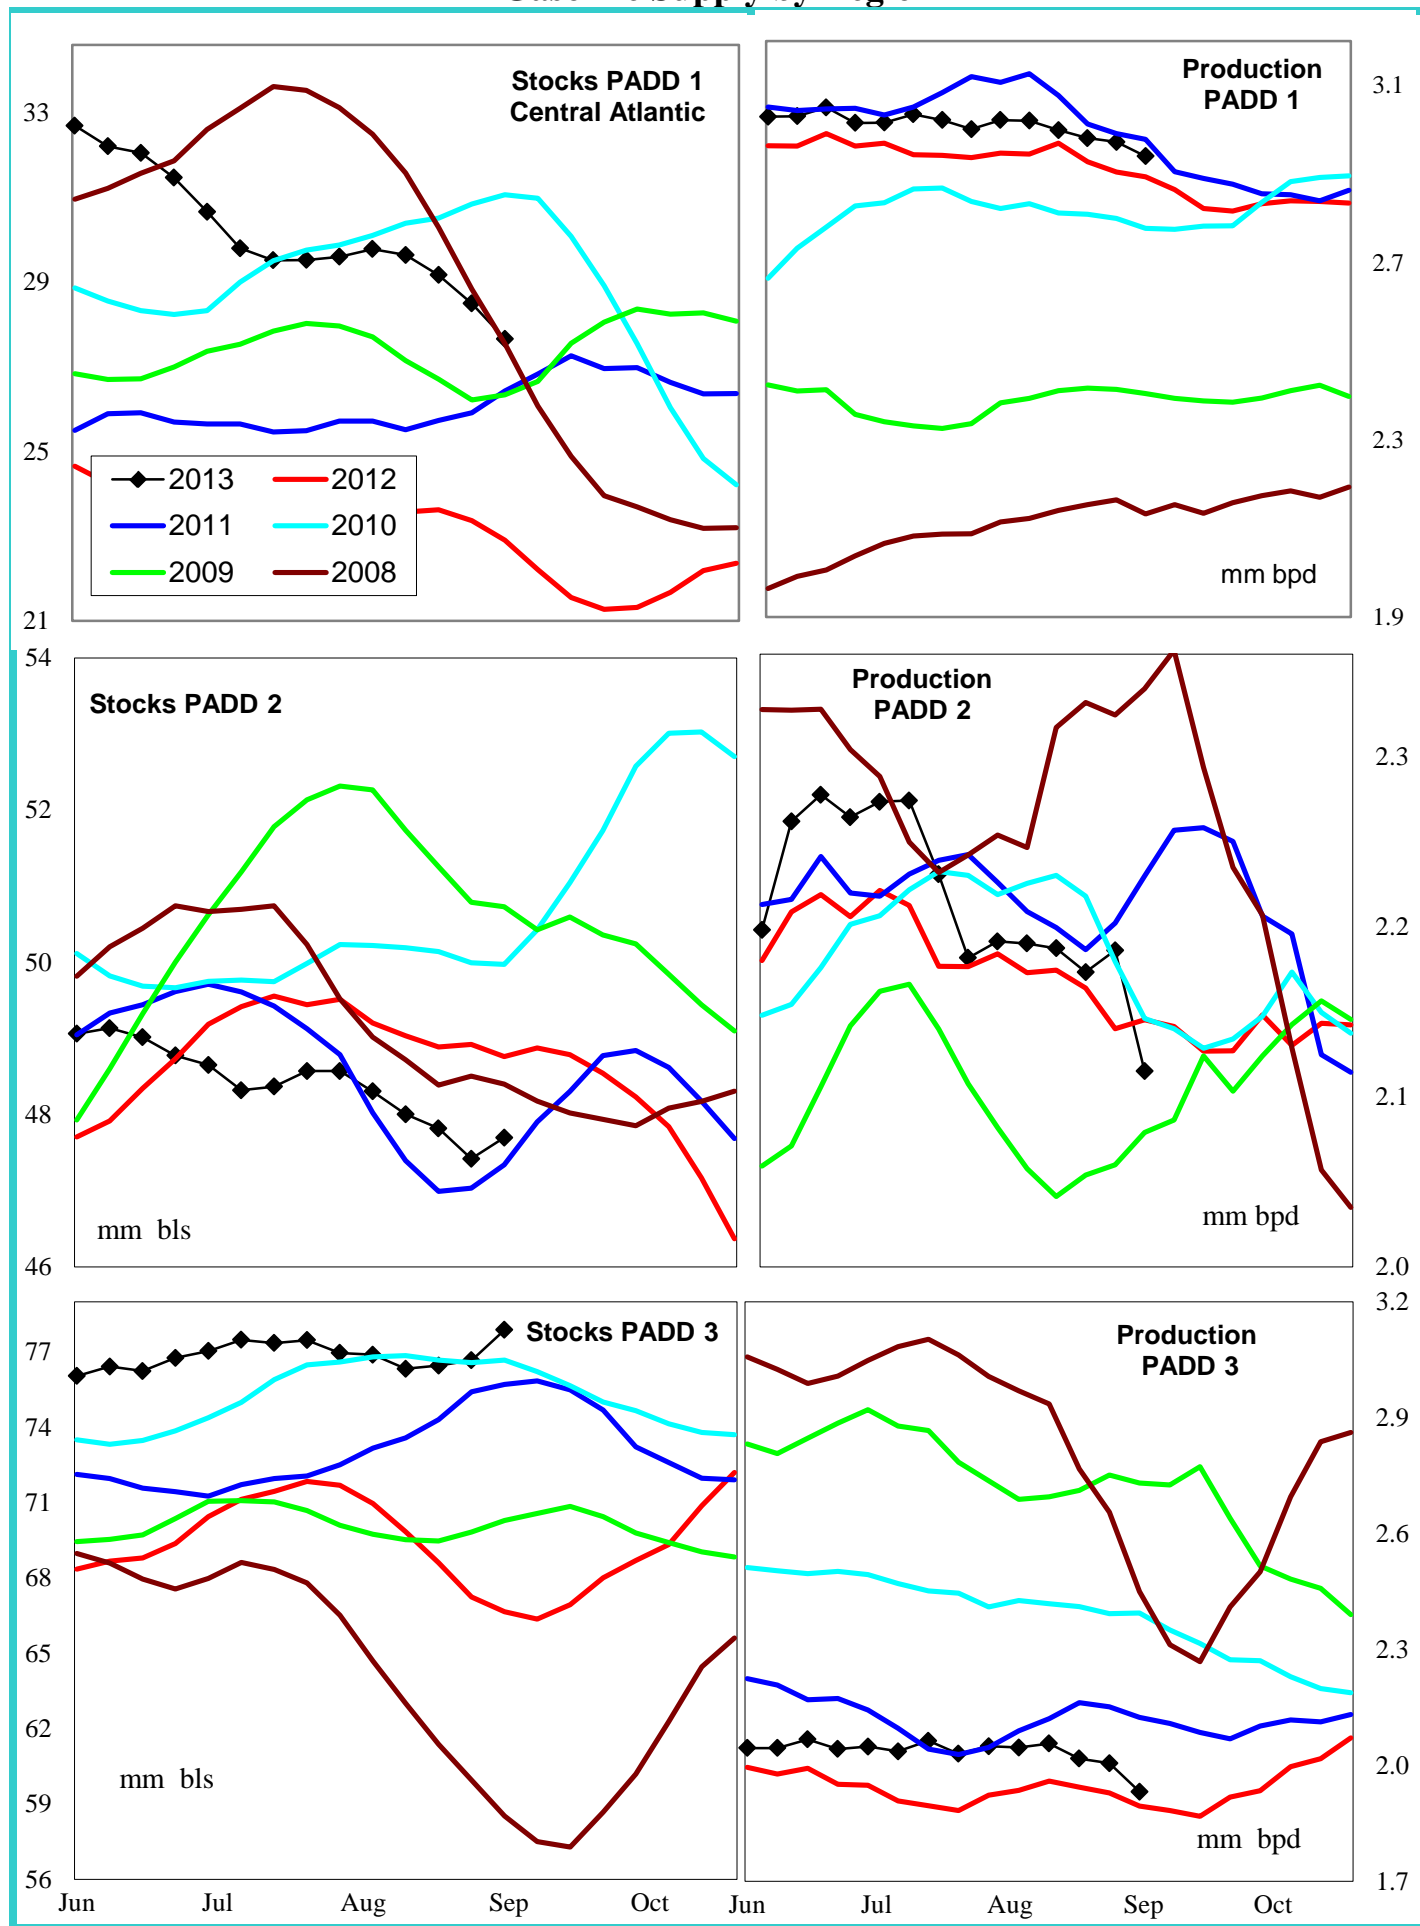 Supply by
Stocks PADD 1
Central Atlantic
33
29
25
21
2013
2012
2011
2010
2009
2008
Production
PADD 1
3.1
2.7
2.3
1.9
mm bpd
54
52
50
48
46
Stocks PADD 2
mm bls
Production
PADD 2
2.3
2.2
2.1
2.0
mm bpd
77
74
71
68
65
62
59
56
Stocks PADD 3
mm bls
Jun Jul Aug Sep Oct
Production
PADD 3
3.2
2.9
2.6
2.3
2.0
1.7
mm bpd
Jun Jul Aug Sep Oct